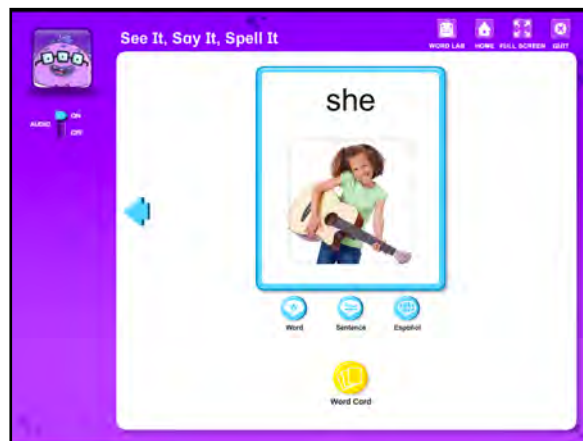 See It, Say It, Spell It
WORD LAB HOME FULL SCREEN QUIT
AUDIO ON
OFF
she
Word Sentence Español
Word Card